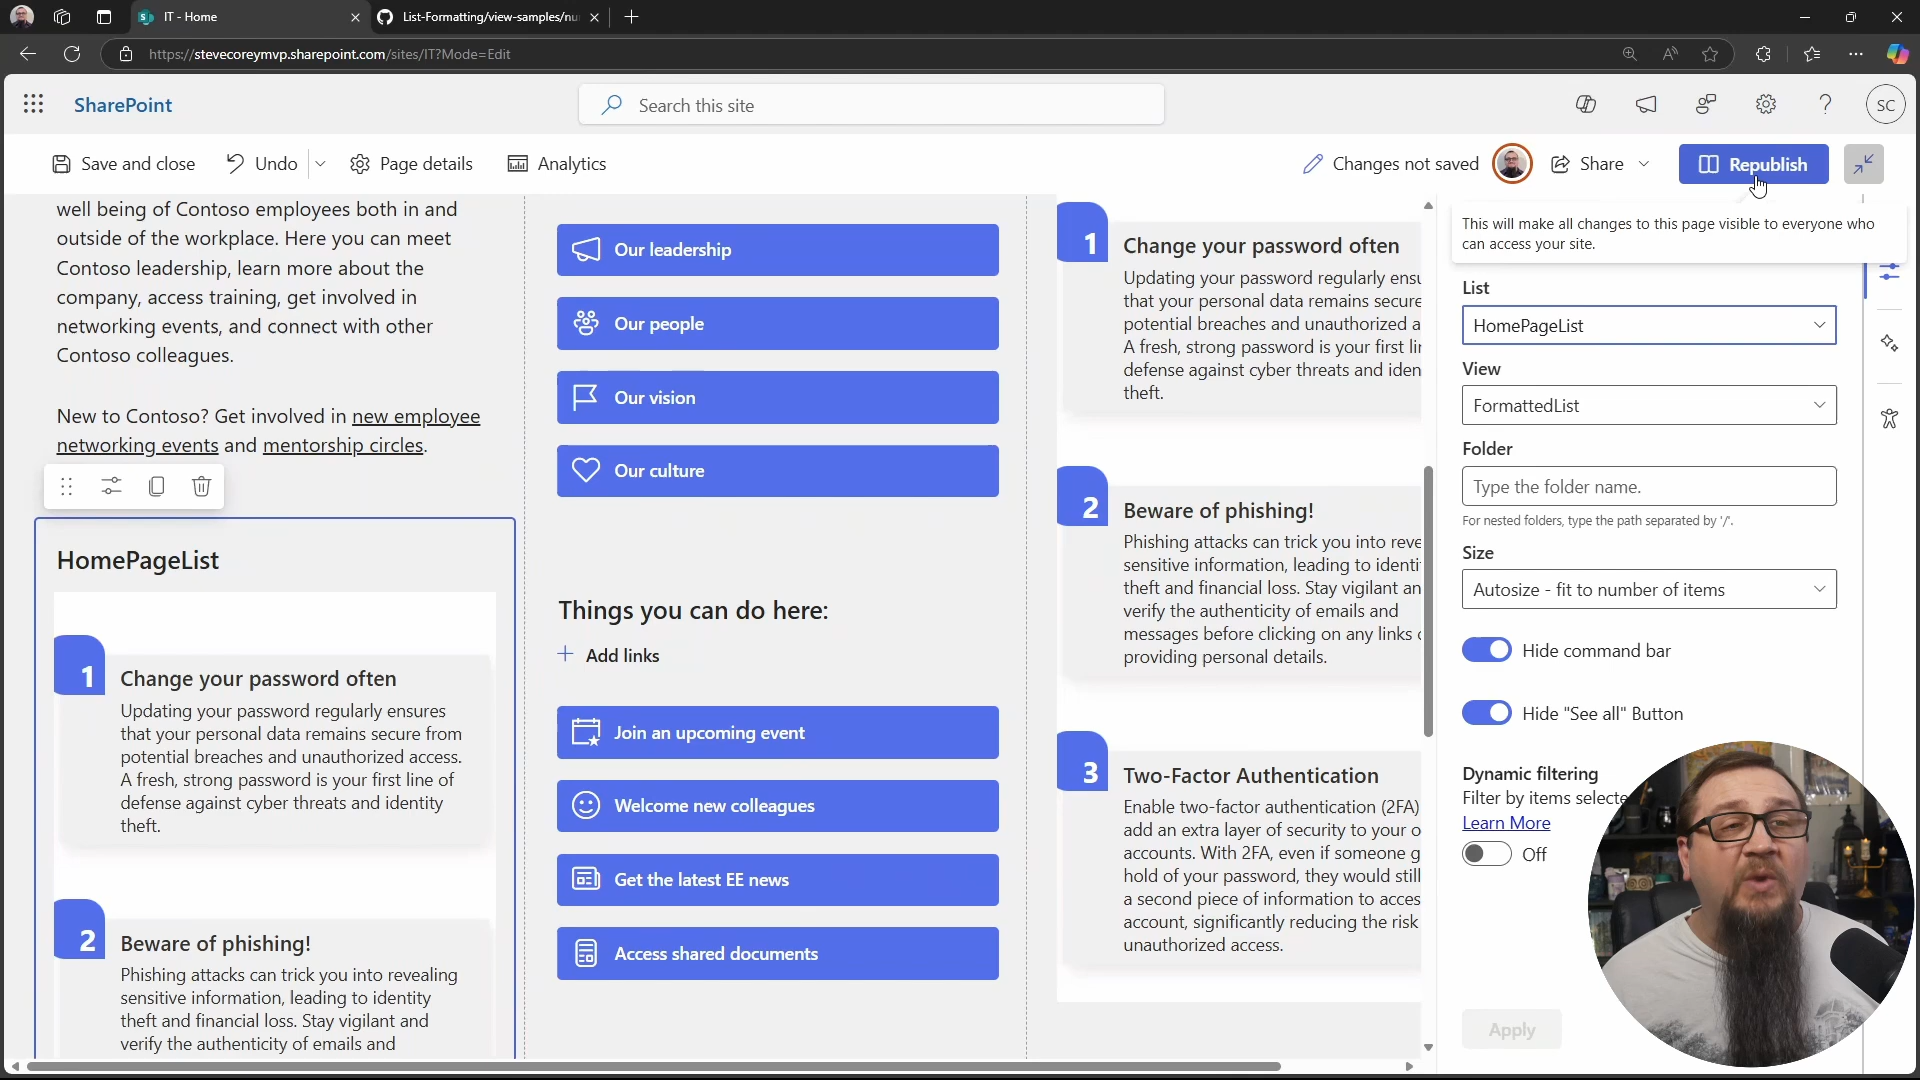 IT - Home
List-Formatting/view-samples/nu
https://stevecoreymvp.sharepoint.com/sites/IT?Mode=Edit
SharePoint
Search this site
SC
Save and close
Undo
Page details
Analytics
Changes not saved
Share
Republish
This will make all changes to this page visible to everyone who
can access your site.
well being of Contoso employees both in and
outside of the workplace. Here you can meet
Contoso leadership, learn more about the
company, access training, get involved in
networking events, and connect with other
Contoso colleagues.
New to Contoso? Get involved in new employee
networking events and mentorship circles.
HomePageList
1
Change your password often
Updating your password regularly ensures
that your personal data remains secure from
potential breaches and unauthorized access.
A fresh, strong password is your first line of
defense against cyber threats and identity
theft.
2
Beware of phishing!
Phishing attacks can trick you into revealing
sensitive information, leading to identity
theft and financial loss. Stay vigilant and
verify the authenticity of emails and
Our leadership
Our people
Our vision
Our culture
Things you can do here:
Add links
Join an upcoming event
Welcome new colleagues
Get the latest EE news
Access shared documents
1
Change your password often
Updating your password regularly ensu
that your personal data remains secure
potential breaches and unauthorized a
A fresh, strong password is your first lin
defense against cyber threats and iden
theft.
2
Beware of phishing!
Phishing attacks can trick you into reve
sensitive information, leading to identi
theft and financial loss. Stay vigilant an
verify the authenticity of emails and
messages before clicking on any links o
providing personal details.
3
Two-Factor Authentication
Enable two-factor authentication (2FA)
add an extra layer of security to your o
accounts. With 2FA, even if someone g
hold of your password, they would still
a second piece of information to acces
account, significantly reducing the risk
unauthorized access.
List
HomePageList
View
FormattedList
Folder
Type the folder name.
For nested folders, type the path separated by '/'.
Size
Autosize - fit to number of items
Hide command bar
Hide "See all" Button
Dynamic filtering
Filter by items selecte
Learn More
Off
Apply